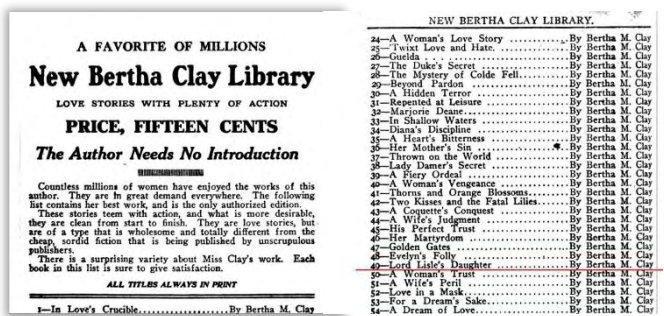 A FAVORITE OF MILLIONS
New Bertha Clay Library
LOVE STORIES WITH PLENTY OF ACTION
PRICE, FIFTEEN CENTS
The Author Needs No Introduction
Countless millions of women have enjoyed the works of this
author. They are in great demand everywhere. The following
list contains her best work, and is the only authorized edition.
These stories teem with action, and what is more desirable,
they are clean from start to finish. They are love stories, but
are of a type that is wholesome and totally different from the
cheap, sordid fiction that is being published by unscrupulous
publishers.
There is a surprising variety about Miss Clay's work. Each
book in this list is sure to give satisfaction.
ALL TITLES ALWAYS IN PRINT
1—In Love's Crucible.....................By Bertha M. Clay
NEW BERTHA CLAY LIBRARY.
24—A Woman's Love Story ...............By Bertha M. Clay
25—'Twixt Love and Hate. ...............By Bertha M. Clay
26—Guelda ..............................By Bertha M. Clay
27—The Duke's Secret ...................By Bertha M. Clay
28—The Mystery of Colde Fell............By Bertha M. Clay
29—Beyond Pardon .......................By Bertha M. Clay
30—A Hidden Terror .....................By Bertha M. Clay
31—Repented at Leisure .................By Bertha M. Clay
32—Marjorie Deane.......................By Bertha M. Clay
33—In Shallow Waters ...................By Bertha M. Clay
34—Diana's Discipline ..................By Bertha M. Clay
35—A Heart's Bitterness ................By Bertha M. Clay
36—Her Mother's Sin ....................By Bertha M. Clay
37—Thrown on the World .................By Bertha M. Clay
38—Lady Damer's Secret .................By Bertha M. Clay
39—A Fiery Ordeal ......................By Bertha M. Clay
40—A Woman's Vengeance .................By Bertha M. Clay
41—Thorns and Orange Blossoms...........By Bertha M. Clay
42—Two Kisses and the Fatal Lilies......By Bertha M. Clay
43—A Coquette's Conquest ...............By Bertha M. Clay
44—A Wife's Judgment ...................By Bertha M. Clay
45—His Perfect Trust ...................By Bertha M. Clay
46—Her Martyrdom .......................By Bertha M. Clay
47—Golden Gates ........................By Bertha M. Clay
48—Evelyn's Folly ......................By Bertha M. Clay
49—Lord Lisle's Daughter ...............By Bertha M. Clay
50—A Woman's Trust .....................By Bertha M. Clay
51—A Wife's Peril ......................By Bertha M. Clay
52—Love in a Mask.......................By Bertha M. Clay
53—For a Dream's Sake...................By Bertha M. Clay
54—A Dream of Love......................By Bertha M. Clay